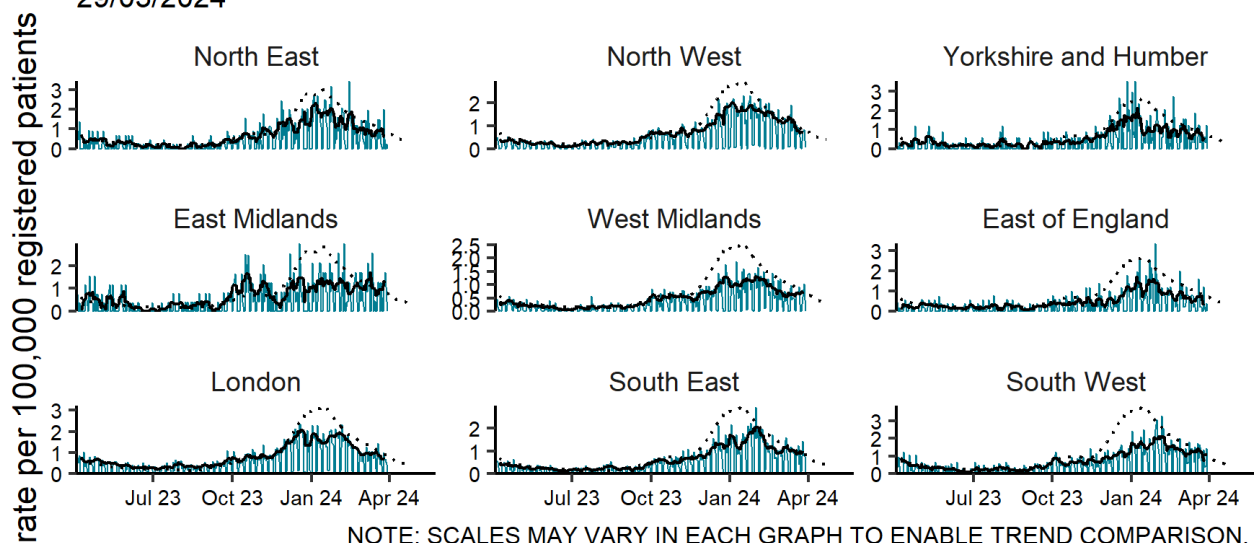 29/03/2024
rate per 100,000 registered patients
North East
North West
Yorkshire and Humber
3
2
1
0
2
1
0
3
2
1
0
East Midlands
West Midlands
East of England
2
1
0
2.5
2.0
1.5
1.0
0.5
0.0
3
2
1
0
London
South East
South West
3
2
1
0
2
1
0
3
2
1
0
Jul 23 Oct 23 Jan 24 Apr 24
Jul 23 Oct 23 Jan 24 Apr 24
Jul 23 Oct 23 Jan 24 Apr 24
NOTE: SCALES MAY VARY IN EACH GRAPH TO ENABLE TREND COMPARISON.